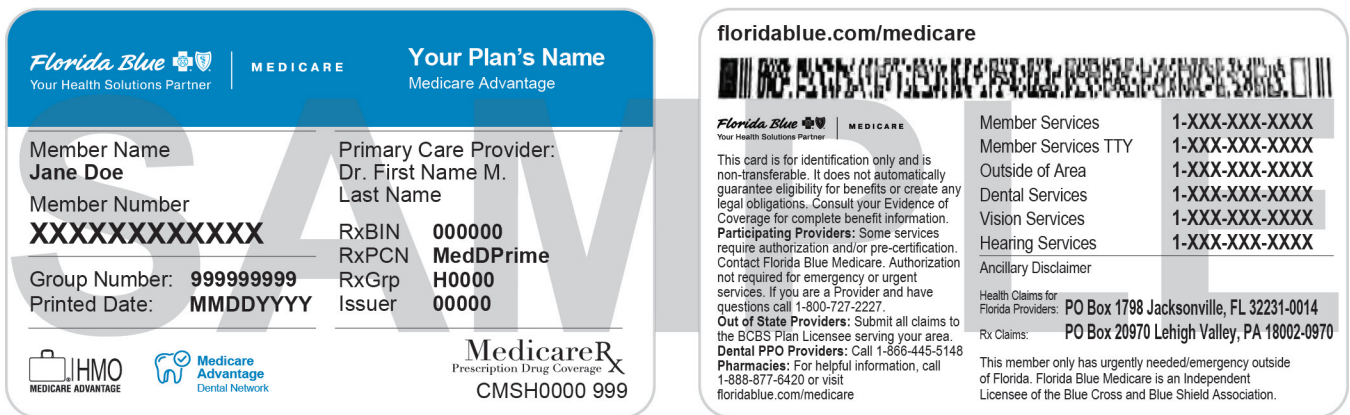 Florida Blue
Your Health Solutions Partner
MEDICARE
Your Plan's Name
Medicare Advantage
Member Name
Jane Doe
Member Number
XXXXXXXXXXXX
Group Number: 999999999
Printed Date: MMDDYYYY
Primary Care Provider:
Dr. First Name M.
Last Name
RxBIN 000000
RxPCN MedDPrime
RxGrp H0000
Issuer 00000
HMO
MEDICARE ADVANTAGE
Medicare
Advantage
Dental Network
MedicareRx
Prescription Drug Coverage
CMSH0000 999
SAMPLE
floridablue.com/medicare
Florida Blue
Your Health Solutions Partner
MEDICARE
This card is for identification only and is
non-transferable. It does not automatically
guarantee eligibility for benefits or create any
legal obligations. Consult your Evidence of
Coverage for complete benefit information.
Participating Providers: Some services
require authorization and/or pre-certification.
Contact Florida Blue Medicare. Authorization
not required for emergency or urgent
services. If you are a Provider and have
questions call 1-800-727-2227.
Out of State Providers: Submit all claims to
the BCBS Plan Licensee serving your area.
Dental PPO Providers: Call 1-866-445-5148
Pharmacies: For helpful information, call
1-888-877-6420 or visit
floridablue.com/medicare
Member Services 1-XXX-XXX-XXXX
Member Services TTY 1-XXX-XXX-XXXX
Outside of Area 1-XXX-XXX-XXXX
Dental Services 1-XXX-XXX-XXXX
Vision Services 1-XXX-XXX-XXXX
Hearing Services 1-XXX-XXX-XXXX
Ancillary Disclaimer
Health Claims for
Florida Providers: PO Box 1798 Jacksonville, FL 32231-0014
Rx Claims: PO Box 20970 Lehigh Valley, PA 18002-0970
This member only has urgently needed/emergency outside
of Florida. Florida Blue Medicare is an Independent
Licensee of the Blue Cross and Blue Shield Association.